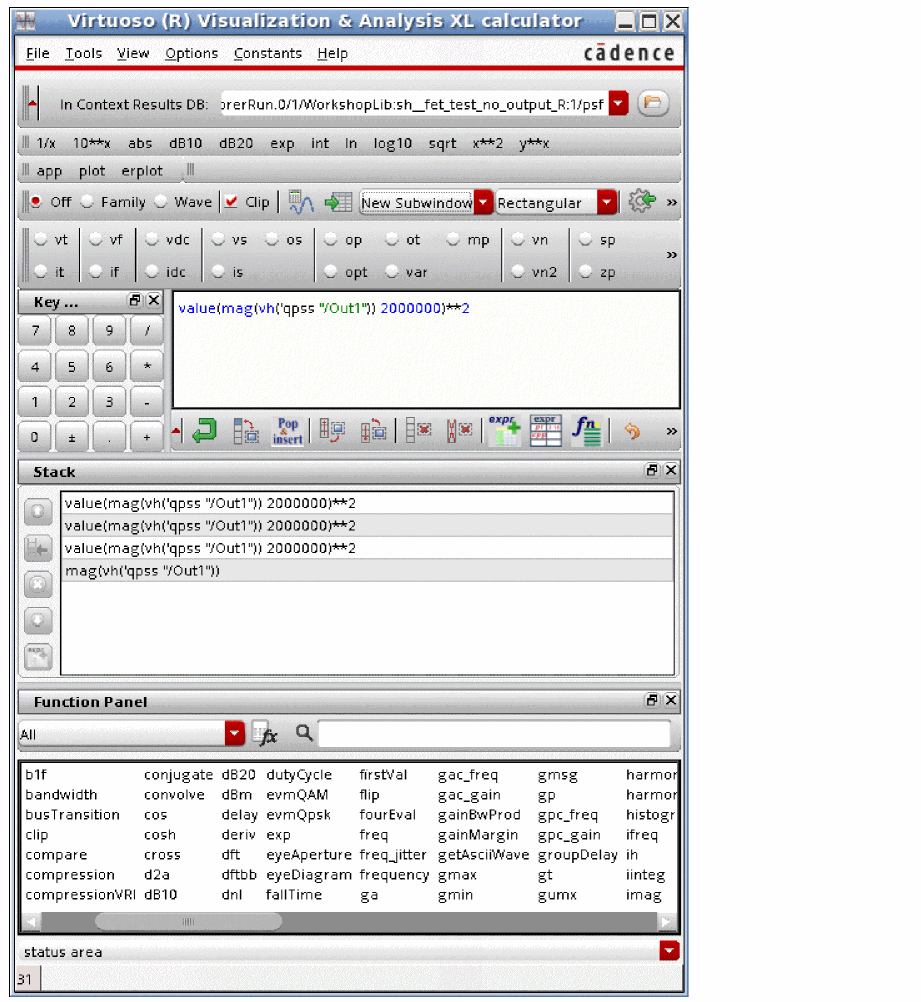 Virtuoso (R) Visualization & Analysis XL calculator
File Tools View Options Constants Help cādence
In Context Results DB: orerRun.0/1/WorkshopLib:sh__fet_test_no_output_R:1/psf
1/x 10**x abs dB10 dB20 exp int ln log10 sqrt x**2 y**x
app plot erplot
Off Family Wave Clip New Subwindow Rectangular »
vt vf vdc vs os op ot mp vn sp
it if idc is opt var vn2 zp »
Key ...
7 8 9 /
4 5 6 *
1 2 3 -
0 ± . +
value(mag(vh('qpss "/Out1")) 2000000)**2
Pop & insert expr expr fn »
Stack
value(mag(vh('qpss "/Out1")) 2000000)**2
value(mag(vh('qpss "/Out1")) 2000000)**2
value(mag(vh('qpss "/Out1")) 2000000)**2
mag(vh('qpss "/Out1"))
expr
Function Panel
All fx
b1f conjugate dB20 dutyCycle firstVal gac_freq gmsg harmor
bandwidth convolve dBm evmQAM flip gac_gain gp harmor
busTransition cos delay evmQpsk fourEval gainBwProd gpc_freq histogr
clip cosh deriv exp freq gainMargin gpc_gain ifreq
compare cross dft eyeAperture freq_jitter getAsciiWave groupDelay ih
compression d2a dftbb eyeDiagram frequency gmax gt iinteg
compressionVRI dB10 dnl fallTime ga gmin gumx imag
status area
31